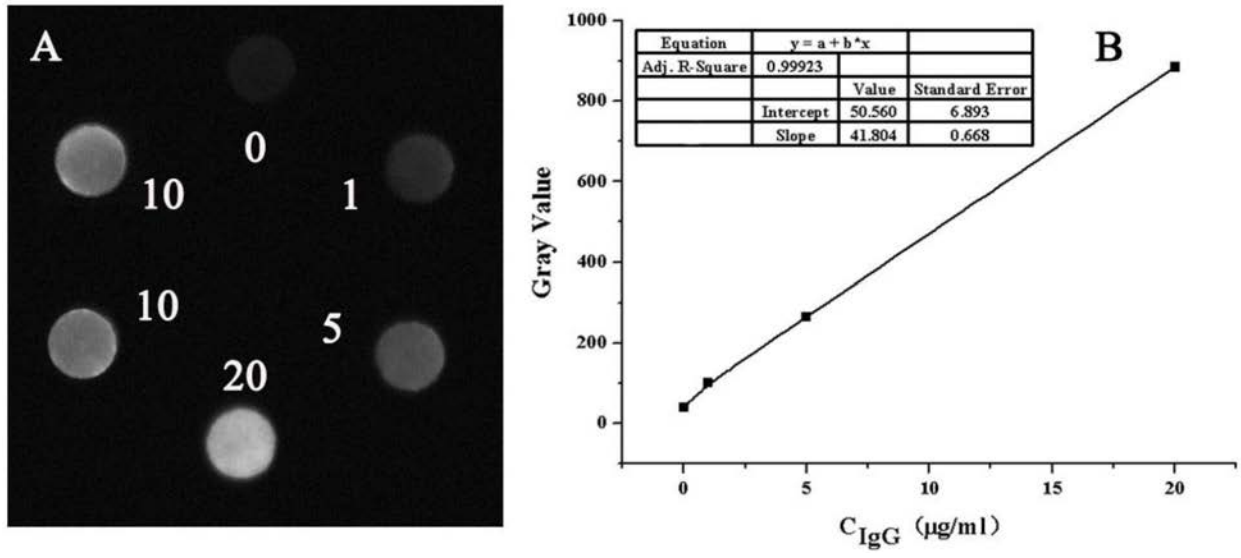 A
0
10
1
10
5
20
B
Equation y = a + b*x
Adj. R-Square 0.99923
Value Standard Error
Intercept 50.560 6.893
Slope 41.804 0.668
1000
800
600
400
200
0
Gray Value
0 5 10 15 20
C_IgG (μg/ml)